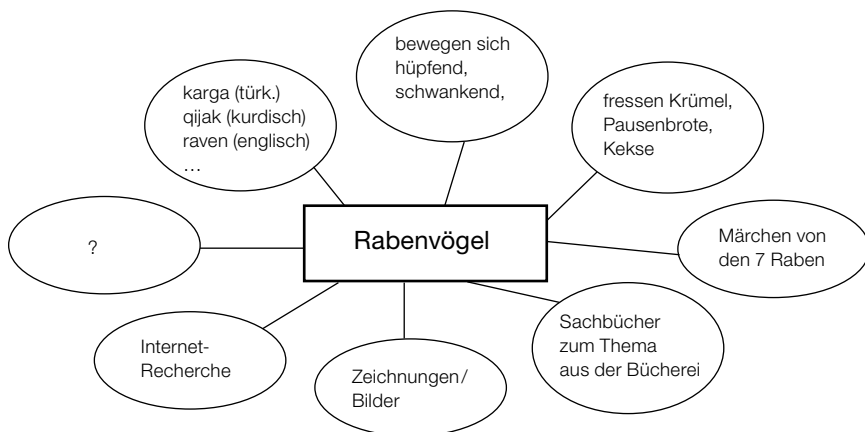 bewegen sich
hüpfend,
schwankend,
karga (türk.)
qijak (kurdisch)
raven (englisch)
...
fressen Krümel,
Pausenbrote,
Kekse
?
Rabenvögel
Märchen von
den 7 Raben
Internet-
Recherche
Zeichnungen/
Bilder
Sachbücher
zum Thema
aus der Bücherei